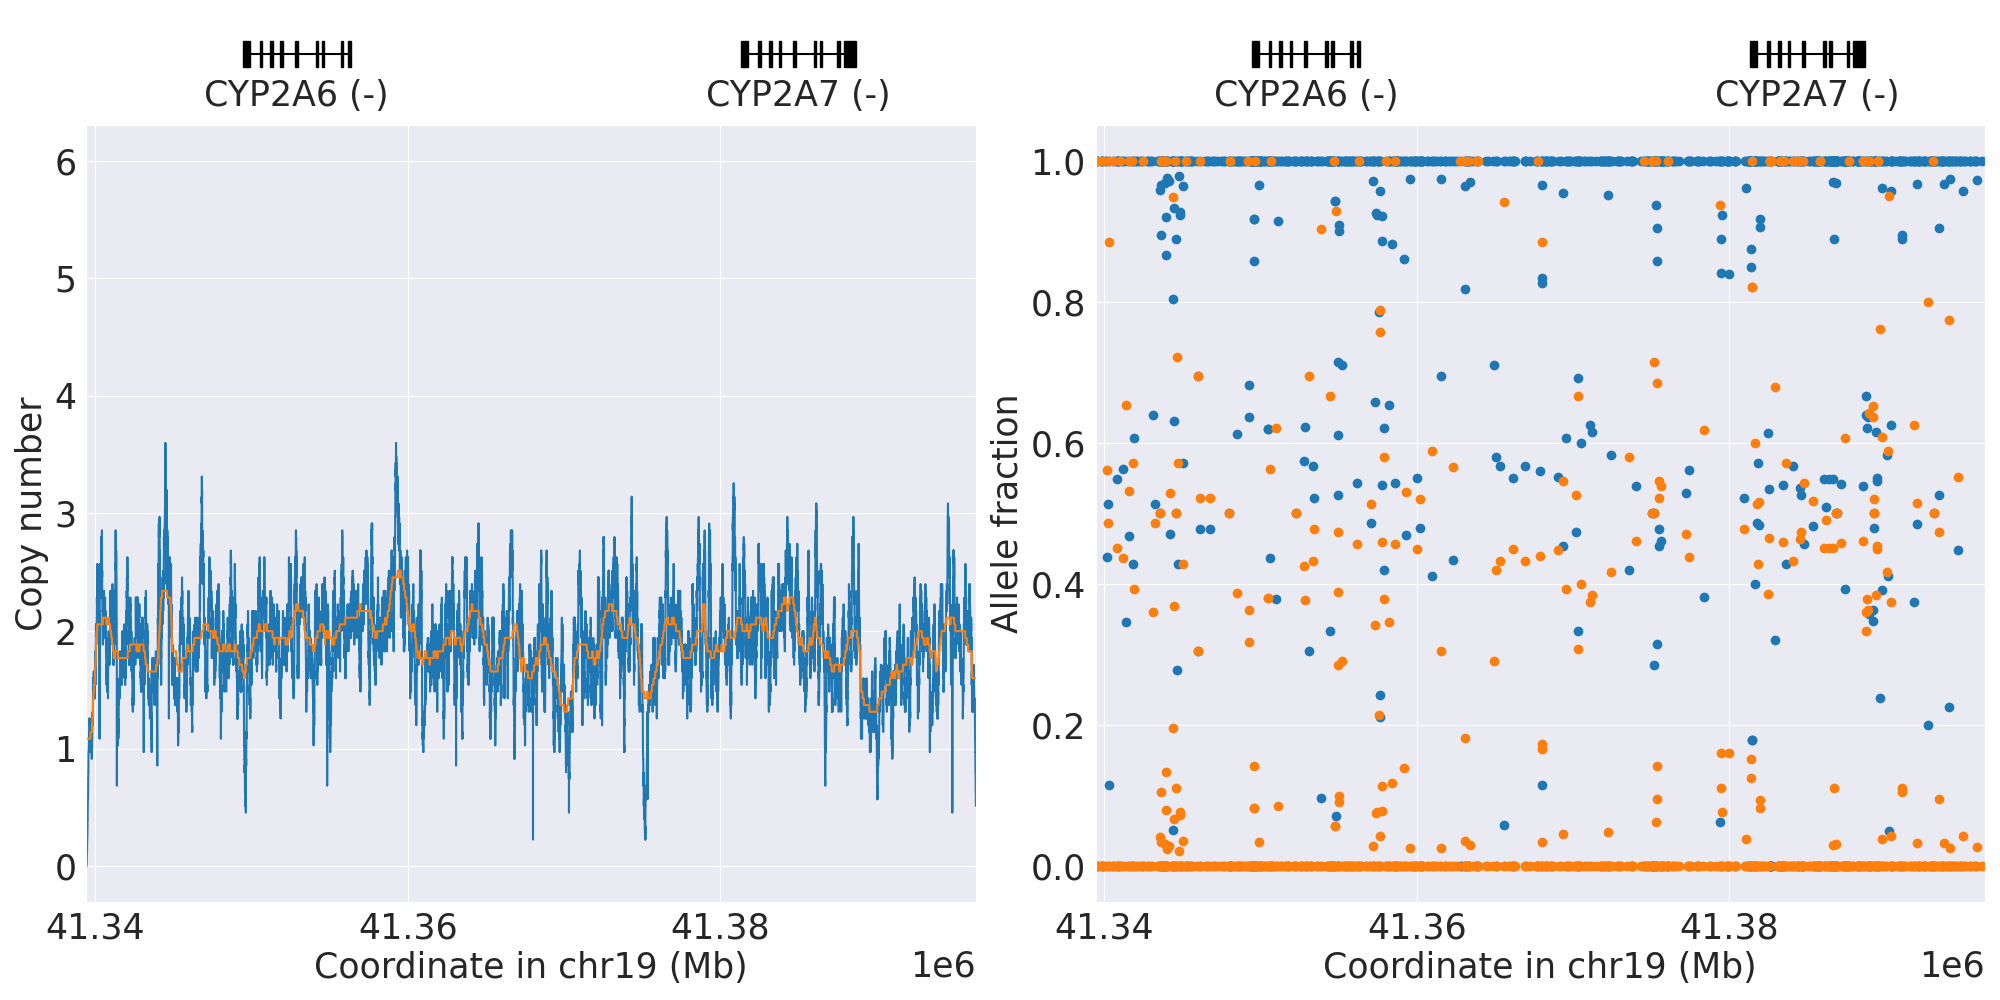 CYP2A6 (-) CYP2A7 (-)
6
5
4
3
2
1
0
Copy number
41.34 41.36 41.38
Coordinate in chr19 (Mb) 1e6
CYP2A6 (-) CYP2A7 (-)
1.0
0.8
0.6
0.4
0.2
0.0
Allele fraction
41.34 41.36 41.38
Coordinate in chr19 (Mb) 1e6